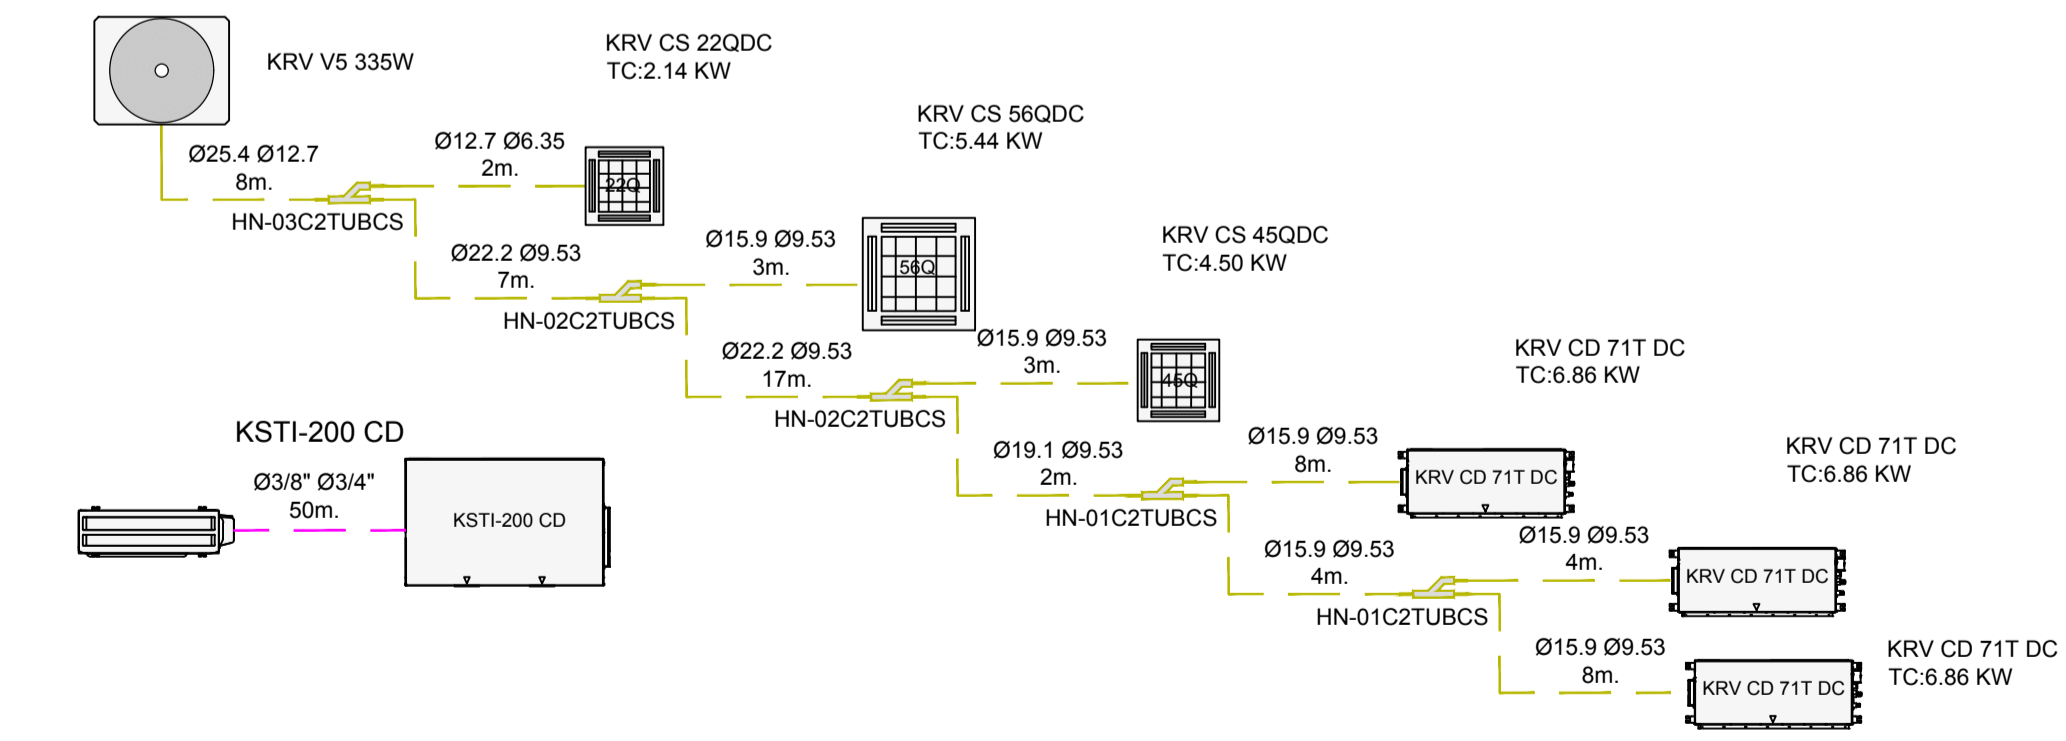 KRV V5 335W
KRV CS 22QDC
TC:2.14 KW
KRV CS 56QDC
TC:5.44 KW
Ø25.4 Ø12.7
8m.
Ø12.7 Ø6.35
2m.
22Q
HN-03C2TUBCS
Ø22.2 Ø9.53
7m.
Ø15.9 Ø9.53
3m.
56Q
KRV CS 45QDC
TC:4.50 KW
HN-02C2TUBCS
Ø22.2 Ø9.53
17m.
Ø15.9 Ø9.53
3m.
45Q
KRV CD 71T DC
TC:6.86 KW
HN-02C2TUBCS
KSTI-200 CD
Ø3/8" Ø3/4"
50m.
KSTI-200 CD
Ø19.1 Ø9.53
2m.
Ø15.9 Ø9.53
8m.
KRV CD 71T DC
KRV CD 71T DC
TC:6.86 KW
HN-01C2TUBCS
Ø15.9 Ø9.53
4m.
Ø15.9 Ø9.53
4m.
KRV CD 71T DC
HN-01C2TUBCS
Ø15.9 Ø9.53
8m.
KRV CD 71T DC
KRV CD 71T DC
TC:6.86 KW